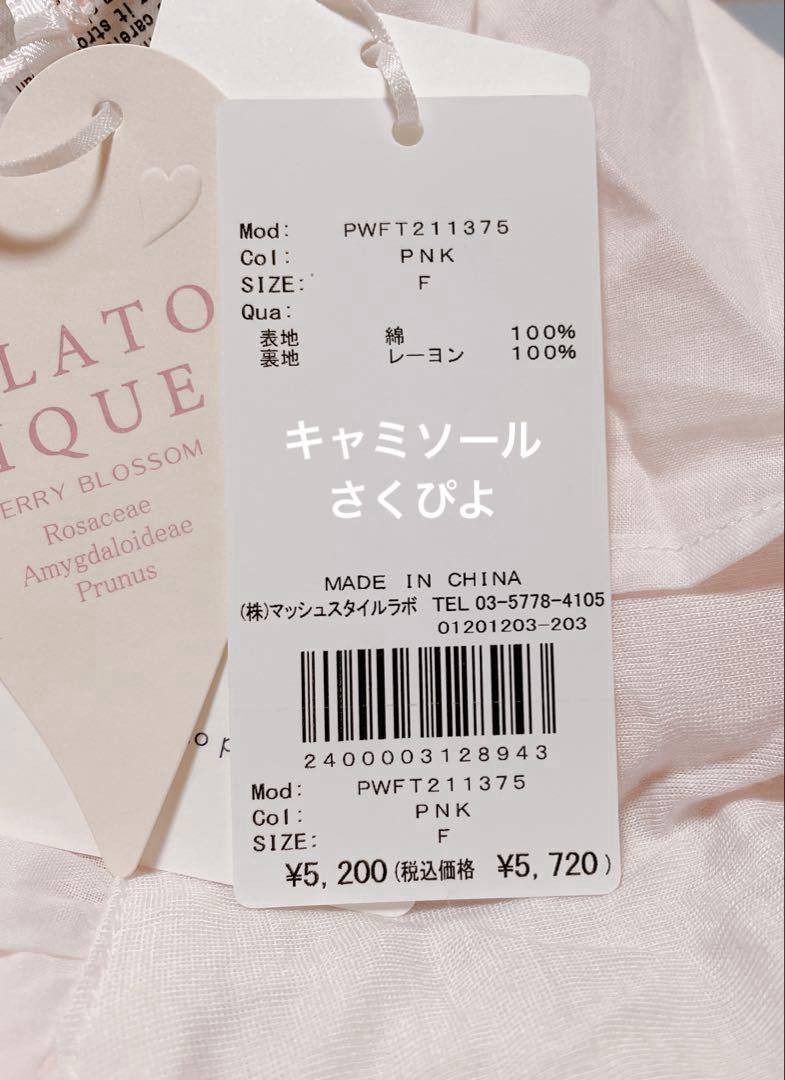 LATO
IQUE
ERRY BLOSSOM
Rosaceae
Amygdaloideae
Prunus
Mod: PWFT211375
Col: PNK
SIZE: F
Qua:
表地 綿 100%
裏地 レーヨン 100%
キャミソール
さくぴよ
MADE IN CHINA
(株)マッシュスタイルラボ TEL 03-5778-4105
01201203-203
2400003128943
Mod: PWFT211375
Col: PNK
SIZE: F
¥5,200(税込価格 ¥5,720)